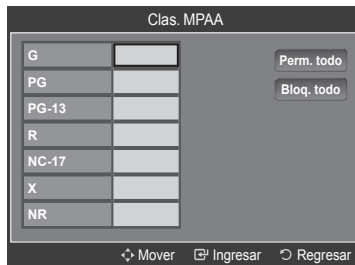 Clas. MPAA
G
PG
PG-13
R
NC-17
X
NR
Perm. todo
Bloq. todo
Mover Ingresar Regresar